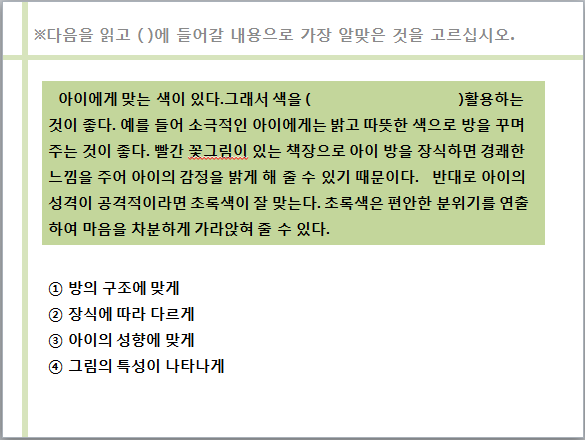 ※다음을 읽고 ( )에 들어갈 내용으로 가장 알맞은 것을 고르십시오.
아이에게 맞는 색이 있다.그래서 색을 ( )활용하는
것이 좋다. 예를 들어 소극적인 아이에게는 밝고 따뜻한 색으로 방을 꾸며
주는 것이 좋다. 빨간 꽃그림이 있는 책장으로 아이 방을 장식하면 경쾌한
느낌을 주어 아이의 감정을 밝게 해 줄 수 있기 때문이다. 반대로 아이의
성격이 공격적이라면 초록색이 잘 맞는다. 초록색은 편안한 분위기를 연출
하여 마음을 차분하게 가라앉혀 줄 수 있다.
① 방의 구조에 맞게
② 장식에 따라 다르게
③ 아이의 성향에 맞게
④ 그림의 특성이 나타나게